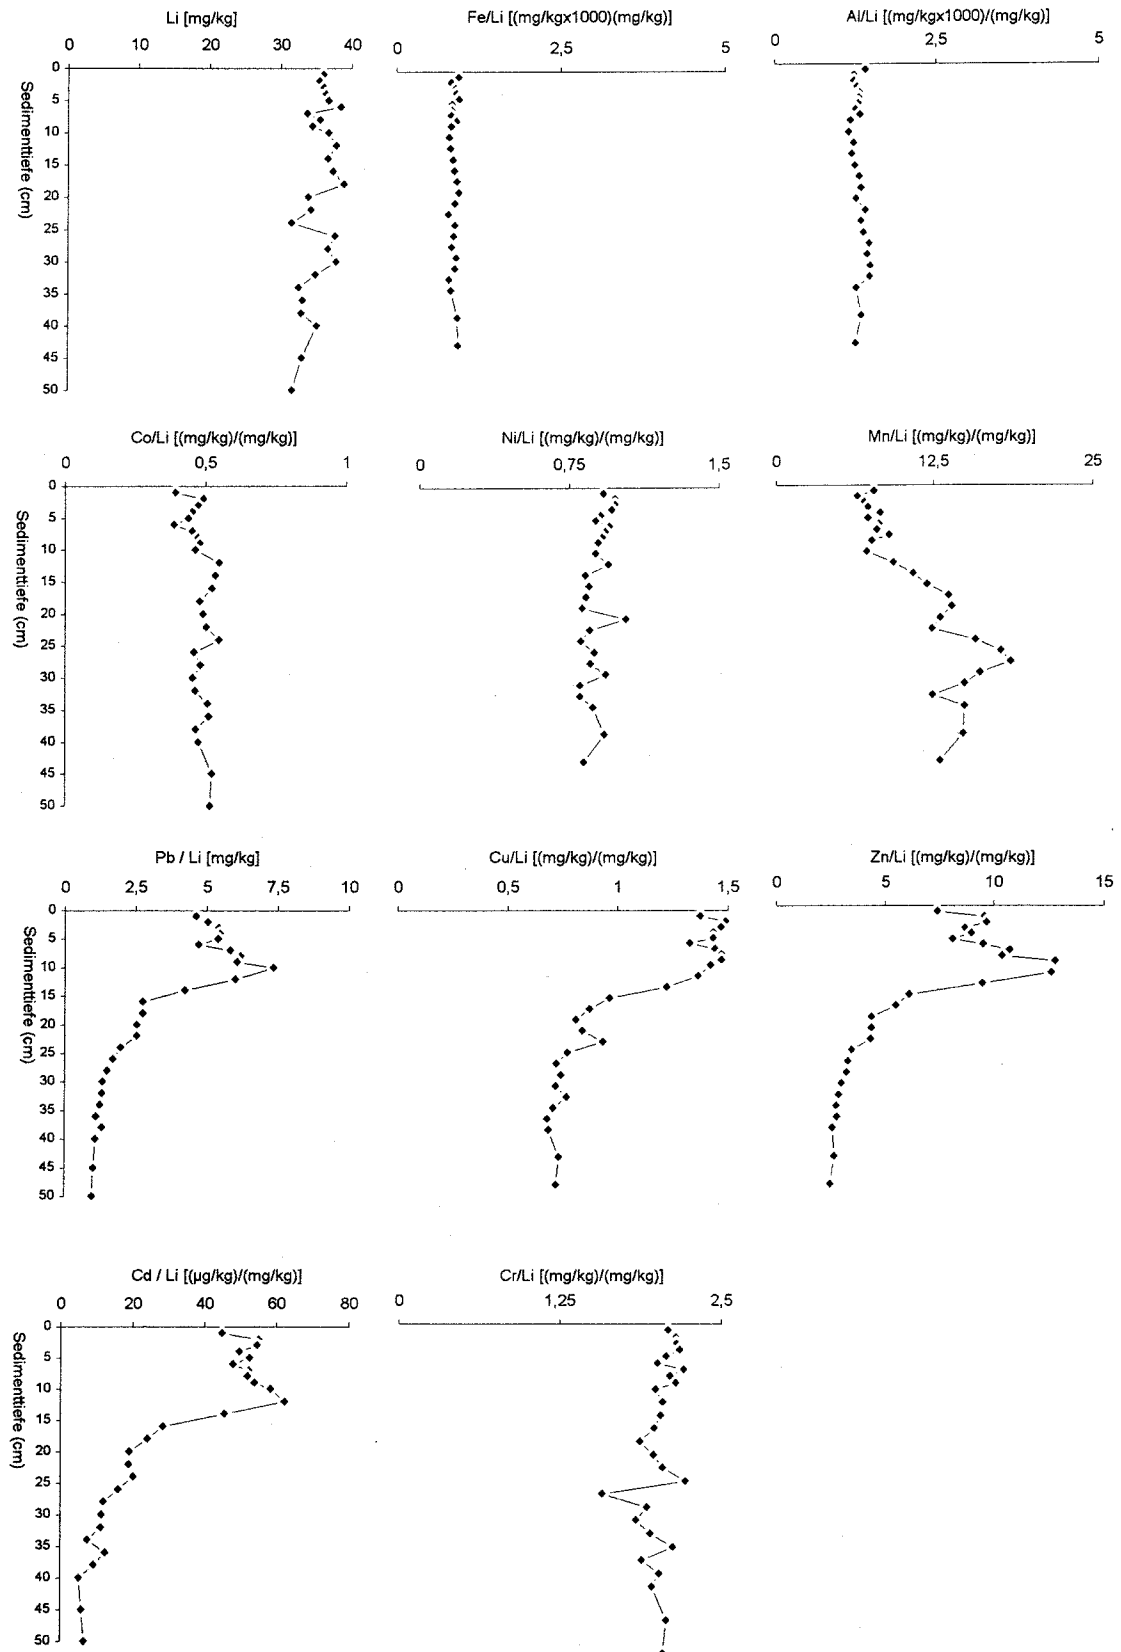 Li [mg/kg]
0 10 20 30 40
Fe/Li [(mg/kgx1000)(mg/kg)]
0 2,5 5
Al/Li [(mg/kgx1000)/(mg/kg)]
0 2,5 5
Sedimenttiefe (cm)
0
5
10
15
20
25
30
35
40
45
50
Co/Li [(mg/kg)/(mg/kg)]
0 0,5 1
Ni/Li [(mg/kg)/(mg/kg)]
0 0,75 1,5
Mn/Li [(mg/kg)/(mg/kg)]
0 12,5 25
Sedimenttiefe (cm)
0
5
10
15
20
25
30
35
40
45
50
Pb / Li [mg/kg]
0 2,5 5 7,5 10
Cu/Li [(mg/kg)/(mg/kg)]
0 0,5 1 1,5
Zn/Li [(mg/kg)/(mg/kg)]
0 5 10 15
Sedimenttiefe (cm)
0
5
10
15
20
25
30
35
40
45
50
Cd / Li [(µg/kg)/(mg/kg)]
0 20 40 60 80
Cr/Li [(mg/kg)/(mg/kg)]
0 1,25 2,5
Sedimenttiefe (cm)
0
5
10
15
20
25
30
35
40
45
50